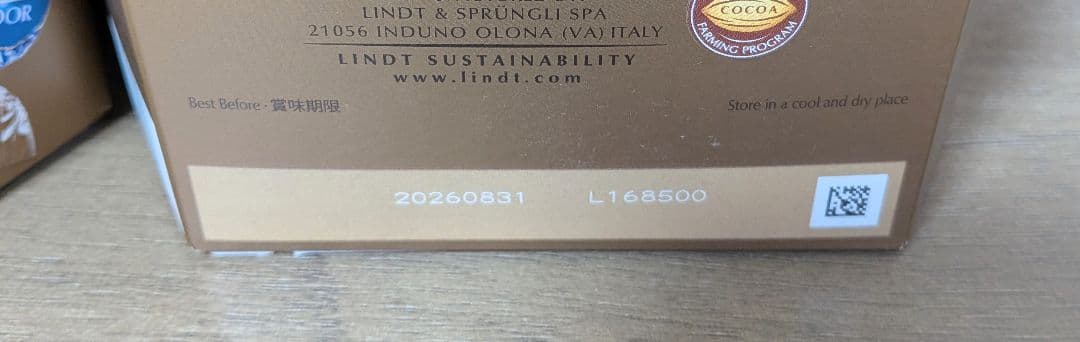 LINDT & SPRÜNGLI SPA
21056 INDUNO OLONA (VA) ITALY
LINDT SUSTAINABILITY
www.lindt.com
COCOA
FARMING PROGRAM
Best Before · 賞味期限
Store in a cool and dry place
20260831 L168500